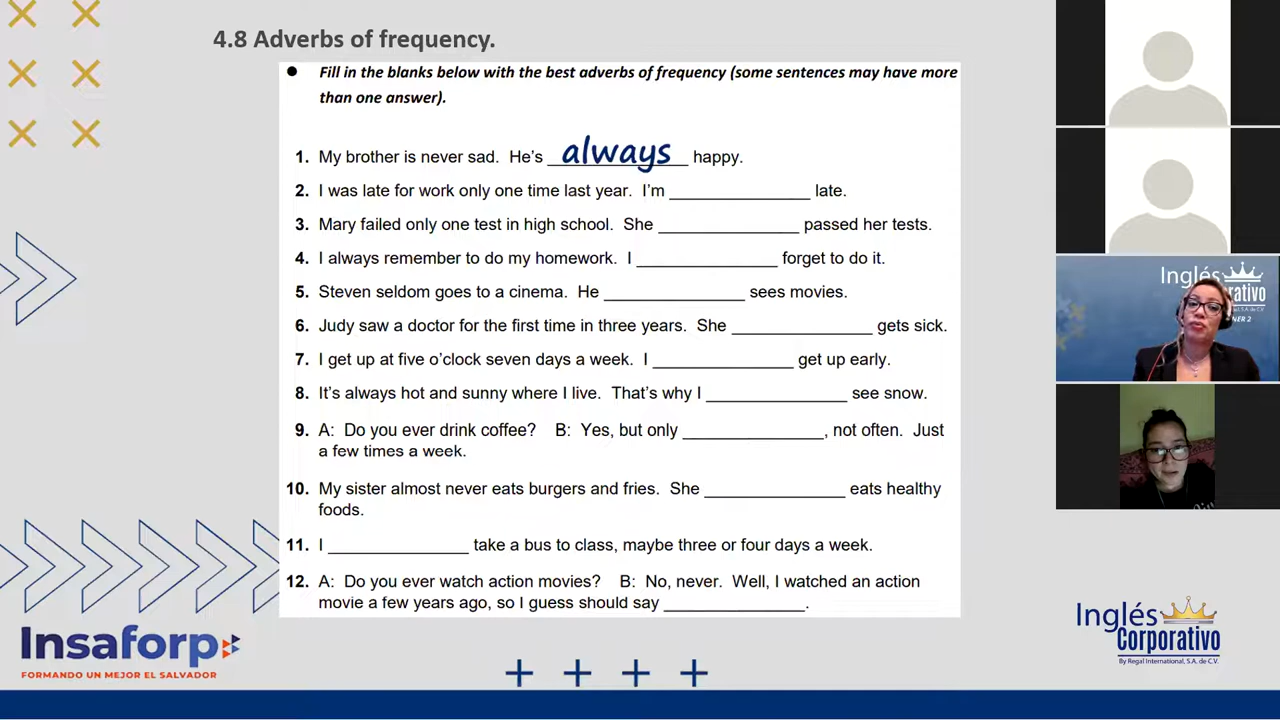 4.8 Adverbs of frequency.
● Fill in the blanks below with the best adverbs of frequency (some sentences may have more
than one answer).
1. My brother is never sad. He's always happy.
2. I was late for work only one time last year. I'm _______________ late.
3. Mary failed only one test in high school. She _______________ passed her tests.
4. I always remember to do my homework. I _______________ forget to do it.
5. Steven seldom goes to a cinema. He _______________ sees movies.
6. Judy saw a doctor for the first time in three years. She _______________ gets sick.
7. I get up at five o'clock seven days a week. I _______________ get up early.
8. It's always hot and sunny where I live. That's why I _______________ see snow.
9. A: Do you ever drink coffee? B: Yes, but only _______________, not often. Just
a few times a week.
10. My sister almost never eats burgers and fries. She _______________ eats healthy
foods.
11. I _______________ take a bus to class, maybe three or four days a week.
12. A: Do you ever watch action movies? B: No, never. Well, I watched an action
movie a few years ago, so I guess should say _______________.
Insaforp
FORMANDO UN MEJOR EL SALVADOR
Inglés
Inglés
Corporativo
By Regal International, S.A. de C.V.